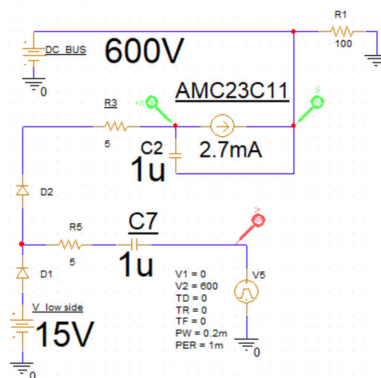 R1
DC_BUS
600V
100
0
0
AMC23C11
R3
C2
5
1u
2.7mA
D2
C7
R5
5
1u
V5
D1
V1 = 0
V2 = 600
TD = 0
TR = 0
TF = 0
PW = 0.2m
PER = 1m
V_low side
15V
0
0